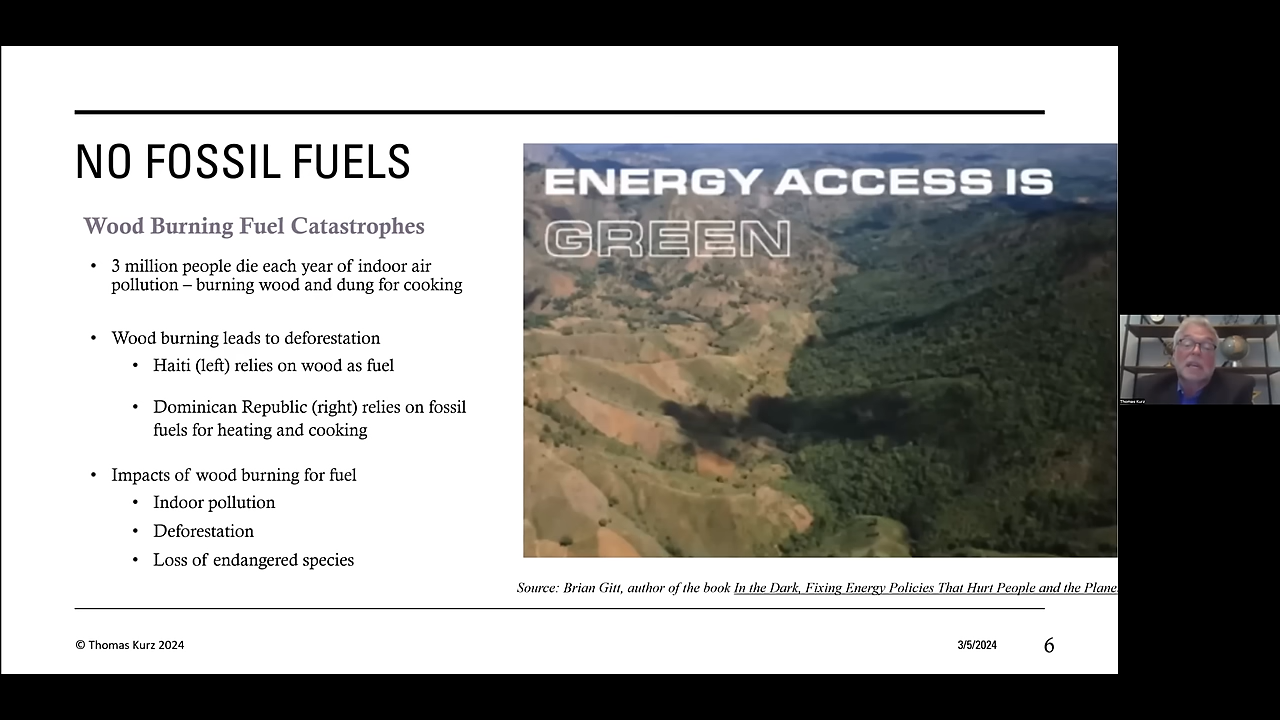 NO FOSSIL FUELS
Wood Burning Fuel Catastrophes
• 3 million people die each year of indoor air
pollution – burning wood and dung for cooking
• Wood burning leads to deforestation
• Haiti (left) relies on wood as fuel
• Dominican Republic (right) relies on fossil
fuels for heating and cooking
• Impacts of wood burning for fuel
• Indoor pollution
• Deforestation
• Loss of endangered species
ENERGY ACCESS IS
GREEN
Source: Brian Gitt, author of the book In the Dark, Fixing Energy Policies That Hurt People and the Plane
© Thomas Kurz 2024
3/5/2024
6
Thomas Kurz